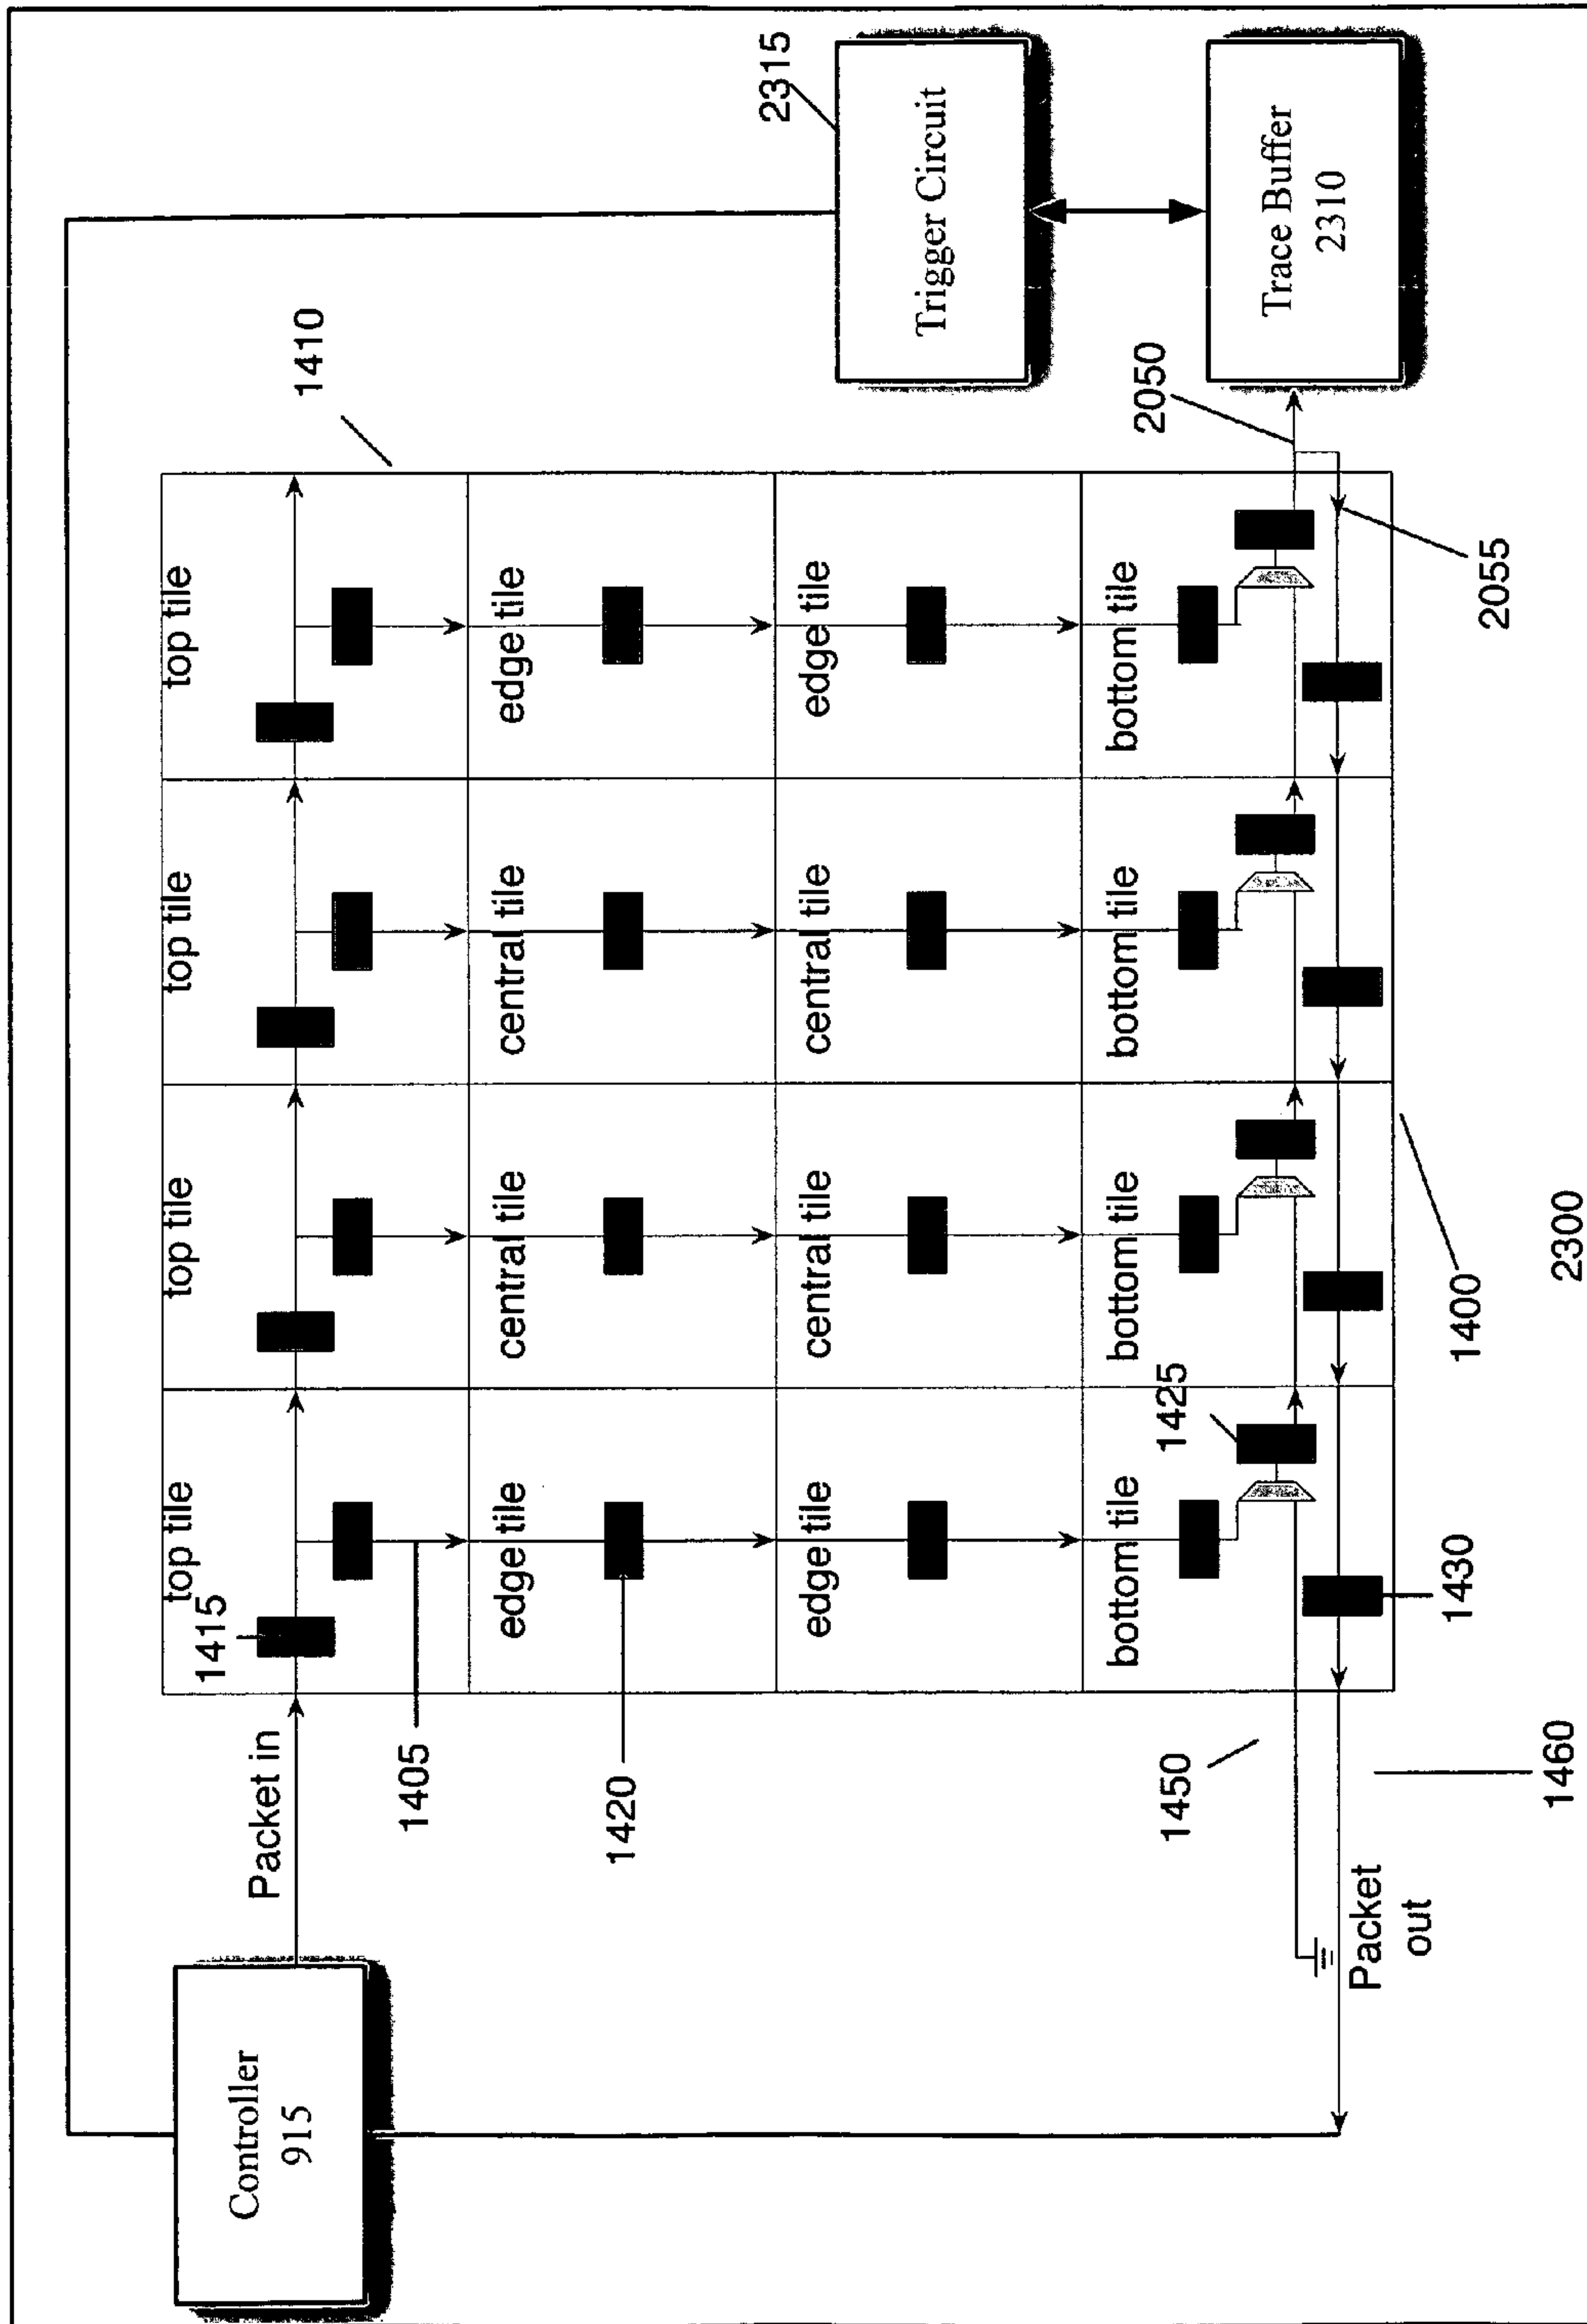 Controller
915
Packet in
1410
Trigger Circuit
2315
Trace Buffer
2310
top tile
top tile
top tile
top tile
1415
1405
edge tile
central tile
central tile
edge tile
1420
edge tile
central tile
central tile
edge tile
bottom tile
bottom tile
bottom tile
bottom tile
1425
2050
1450
Packet
out
1460
1430
1400
2055
2300